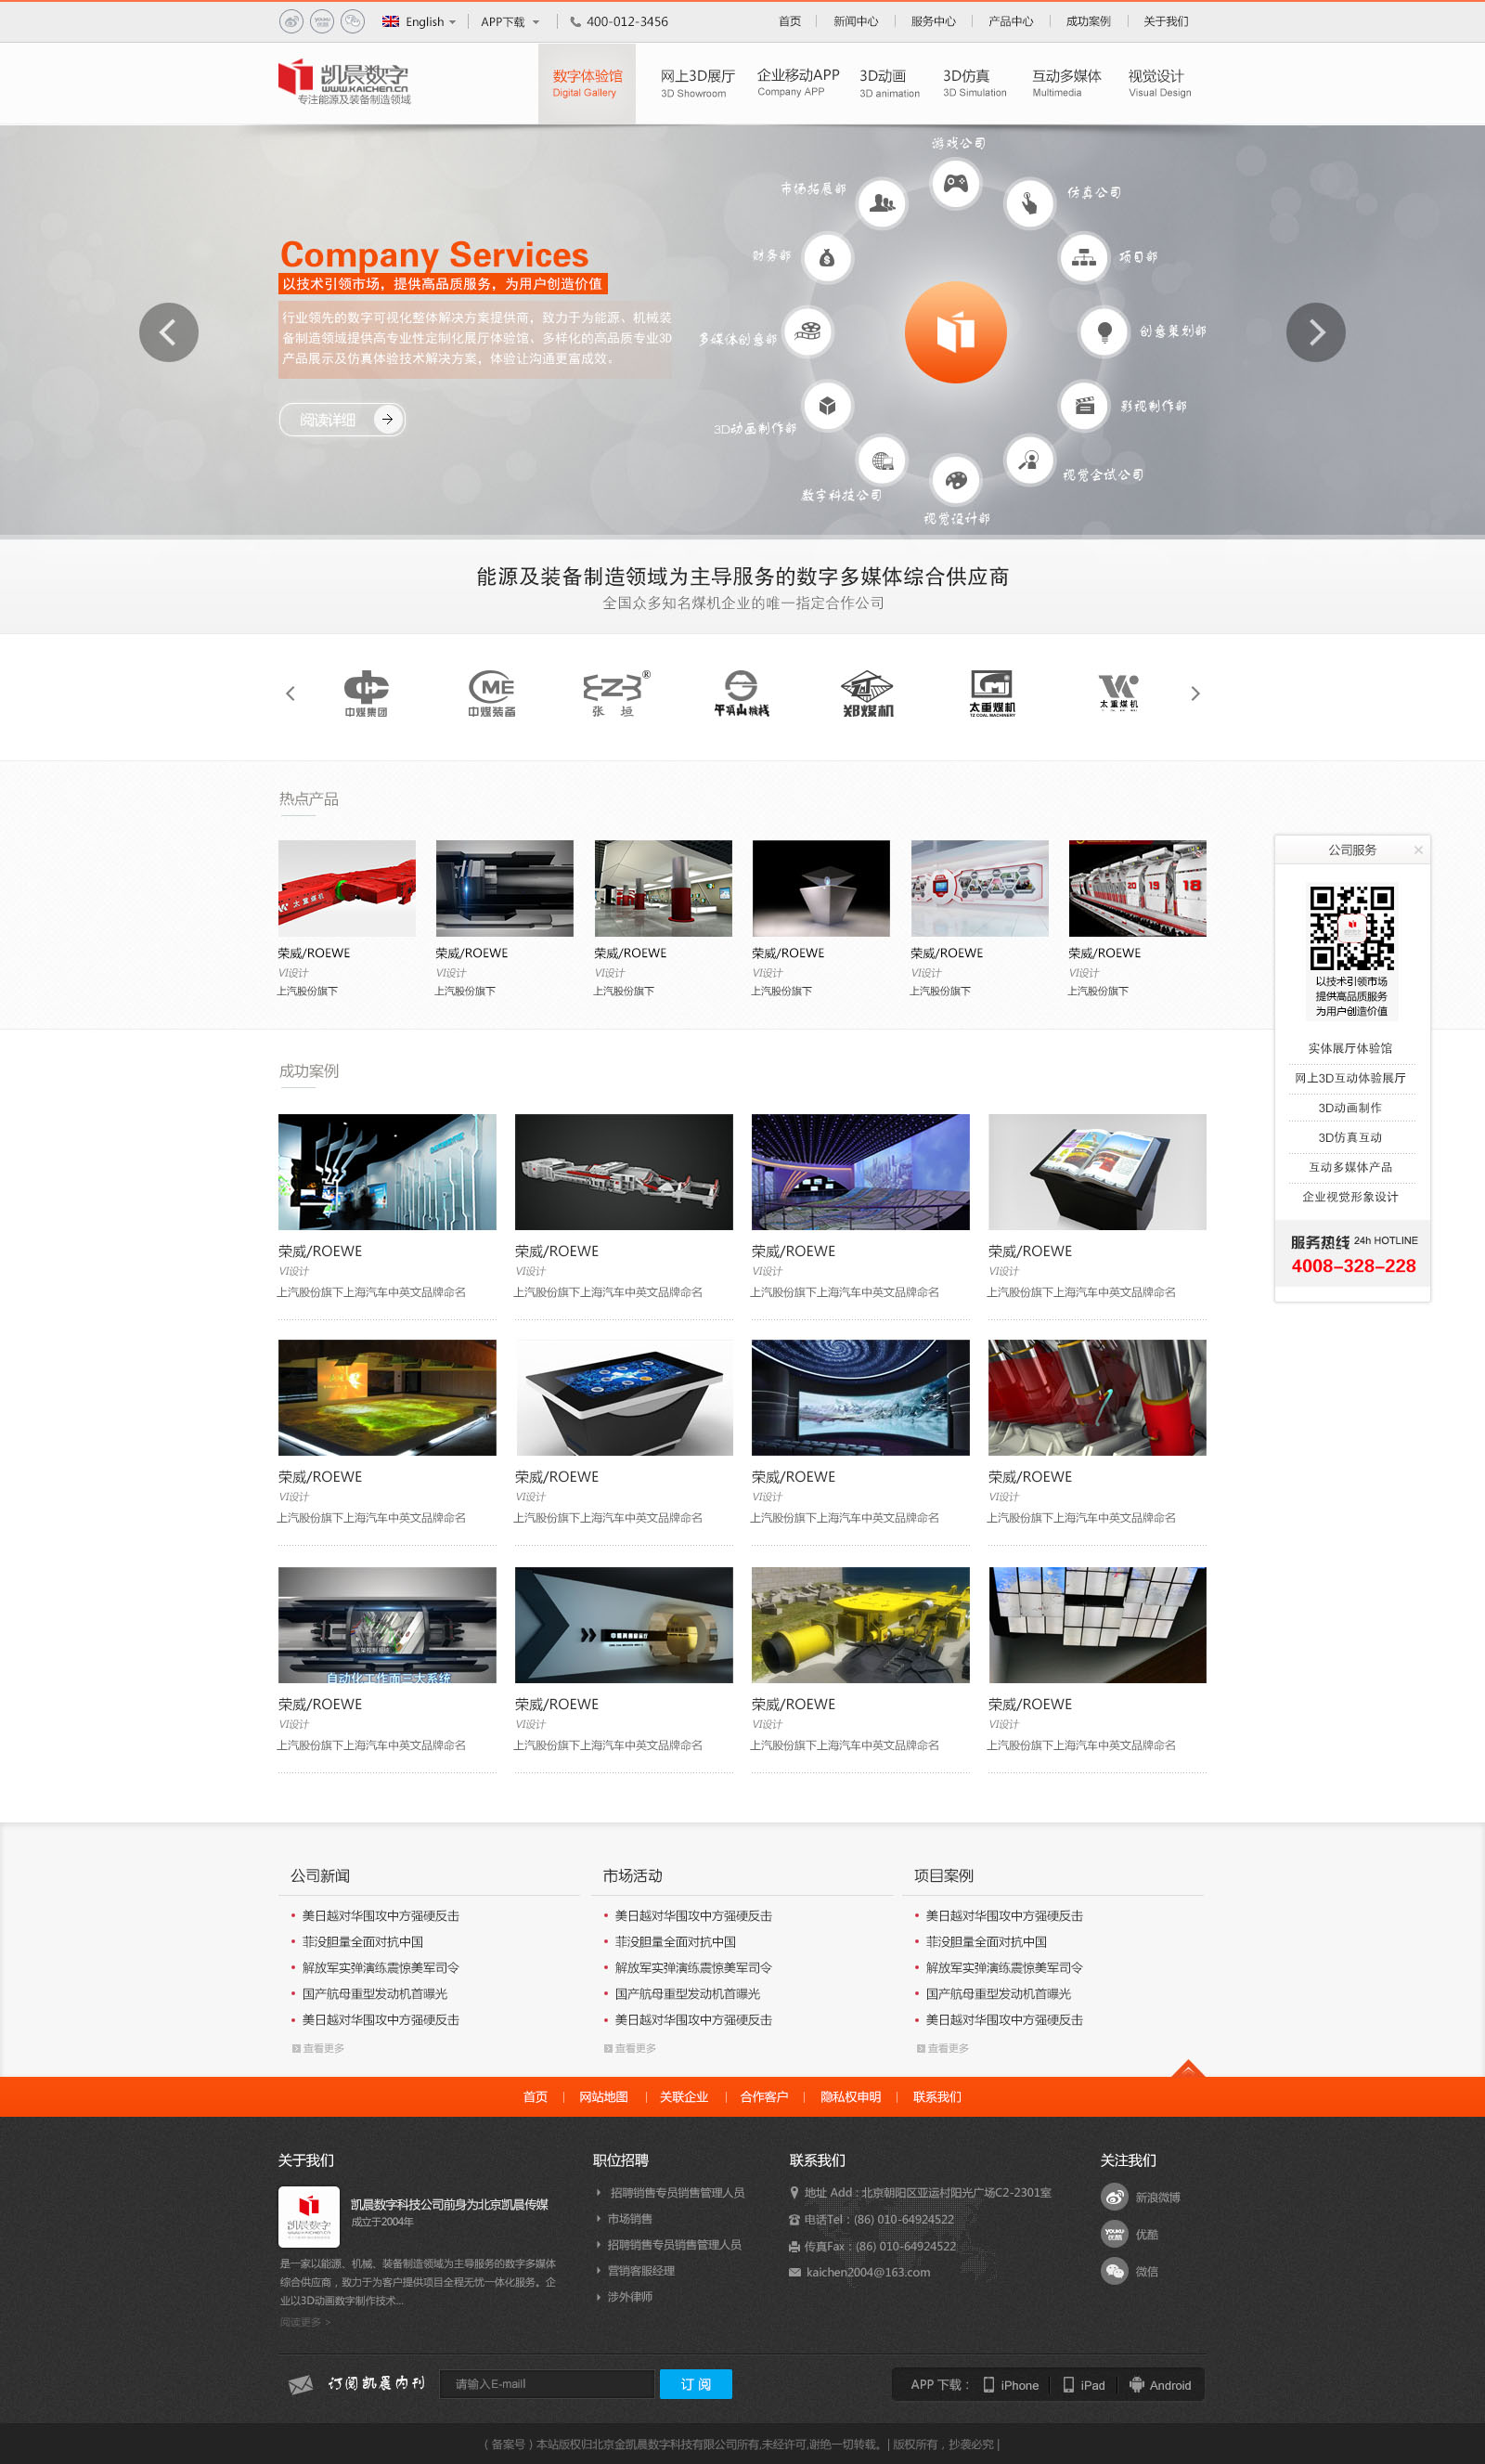 English
APP下载
400-012-3456
首页
新闻中心
服务中心
产品中心
成功案例
关于我们
凯晨数字
WWW.KAICHEN.COM
专注能源及装备制造领域
数字体验馆
Digital Gallery
网上3D展厅
3D Showroom
企业移动APP
Company APP
3D动画
3D animation
3D仿真
3D Simulation
互动多媒体
Multimedia
视觉设计
Visual Design
Company Services
以技术引领市场，提供高品质服务，为用户创造价值
行业领先的数字可视化整体解决方案提供商，致力于为能源、机械装
备制造领域提供高专业性定制化展厅体验馆、多样化的高品质专业3D
产品展示及仿真体验技术解决方案，体验让沟通更富成效。
阅读详细
游戏公司
市场拓展部
仿真公司
财务部
项目部
多媒体创意部
创意策划部
3D动画制作部
影视制作部
数字科技公司
视觉设计部
能源及装备制造领域为主导服务的数字多媒体综合供应商
全国众多知名煤机企业的唯一指定合作公司
中煤集团
ME
中煤装备
®
张 垣
平顶山机械
郑煤机
太重煤机
TZ COAL MACHINERY
太重煤机
热点产品
太重煤机
20 19 18
荣威/ROEWE
VI设计
上汽股份旗下
荣威/ROEWE
VI设计
上汽股份旗下
荣威/ROEWE
VI设计
上汽股份旗下
荣威/ROEWE
VI设计
上汽股份旗下
荣威/ROEWE
VI设计
上汽股份旗下
荣威/ROEWE
VI设计
上汽股份旗下
公司服务
以技术引领市场
提供高品质服务
为用户创造价值
实体展厅体验馆
网上3D互动体验展厅
3D动画制作
3D仿真互动
互动多媒体产品
企业视觉形象设计
服务热线 24h HOTLINE
4008-328-228
成功案例
荣威/ROEWE
VI设计
上汽股份旗下上海汽车中英文品牌命名
荣威/ROEWE
VI设计
上汽股份旗下上海汽车中英文品牌命名
荣威/ROEWE
VI设计
上汽股份旗下上海汽车中英文品牌命名
荣威/ROEWE
VI设计
上汽股份旗下上海汽车中英文品牌命名
荣威/ROEWE
VI设计
上汽股份旗下上海汽车中英文品牌命名
荣威/ROEWE
VI设计
上汽股份旗下上海汽车中英文品牌命名
荣威/ROEWE
VI设计
上汽股份旗下上海汽车中英文品牌命名
荣威/ROEWE
VI设计
上汽股份旗下上海汽车中英文品牌命名
自动化工作面三大系统
荣威/ROEWE
VI设计
上汽股份旗下上海汽车中英文品牌命名
荣威/ROEWE
VI设计
上汽股份旗下上海汽车中英文品牌命名
荣威/ROEWE
VI设计
上汽股份旗下上海汽车中英文品牌命名
荣威/ROEWE
VI设计
上汽股份旗下上海汽车中英文品牌命名
公司新闻
美日越对华围攻中方强硬反击
菲没胆量全面对抗中国
解放军实弹演练震惊美军司令
国产航母重型发动机首曝光
美日越对华围攻中方强硬反击
查看更多
市场活动
美日越对华围攻中方强硬反击
菲没胆量全面对抗中国
解放军实弹演练震惊美军司令
国产航母重型发动机首曝光
美日越对华围攻中方强硬反击
查看更多
项目案例
美日越对华围攻中方强硬反击
菲没胆量全面对抗中国
解放军实弹演练震惊美军司令
国产航母重型发动机首曝光
美日越对华围攻中方强硬反击
查看更多
首页
网站地图
关联企业
合作客户
隐私权申明
联系我们
关于我们
凯晨数字
凯晨数字科技公司前身为北京凯晨传媒
成立于2004年
是一家以能源、机械、装备制造领域为主导服务的数字多媒体
综合供应商，致力于为客户提供项目全程无忧一体化服务。企
业以3D动画数字制作技术...
阅读更多 >
职位招聘
招聘销售专员销售管理人员
市场销售
招聘销售专员销售管理人员
营销客服经理
涉外律师
联系我们
地址 Add：北京朝阳区亚运村阳光广场C2-2301室
电话Tel：(86) 010-64924522
传真Fax：(86) 010-64924522
kaichen2004@163.com
关注我们
新浪微博
YOUKU
优酷
优酷
微信
订阅凯晨内刊
请输入E-mail
订 阅
APP 下载：
iPhone
iPad
Android
( 备案号 ) 本站版权归北京金凯晨数字科技有限公司所有,未经许可,谢绝一切转载。| 版权所有，抄袭必究 |